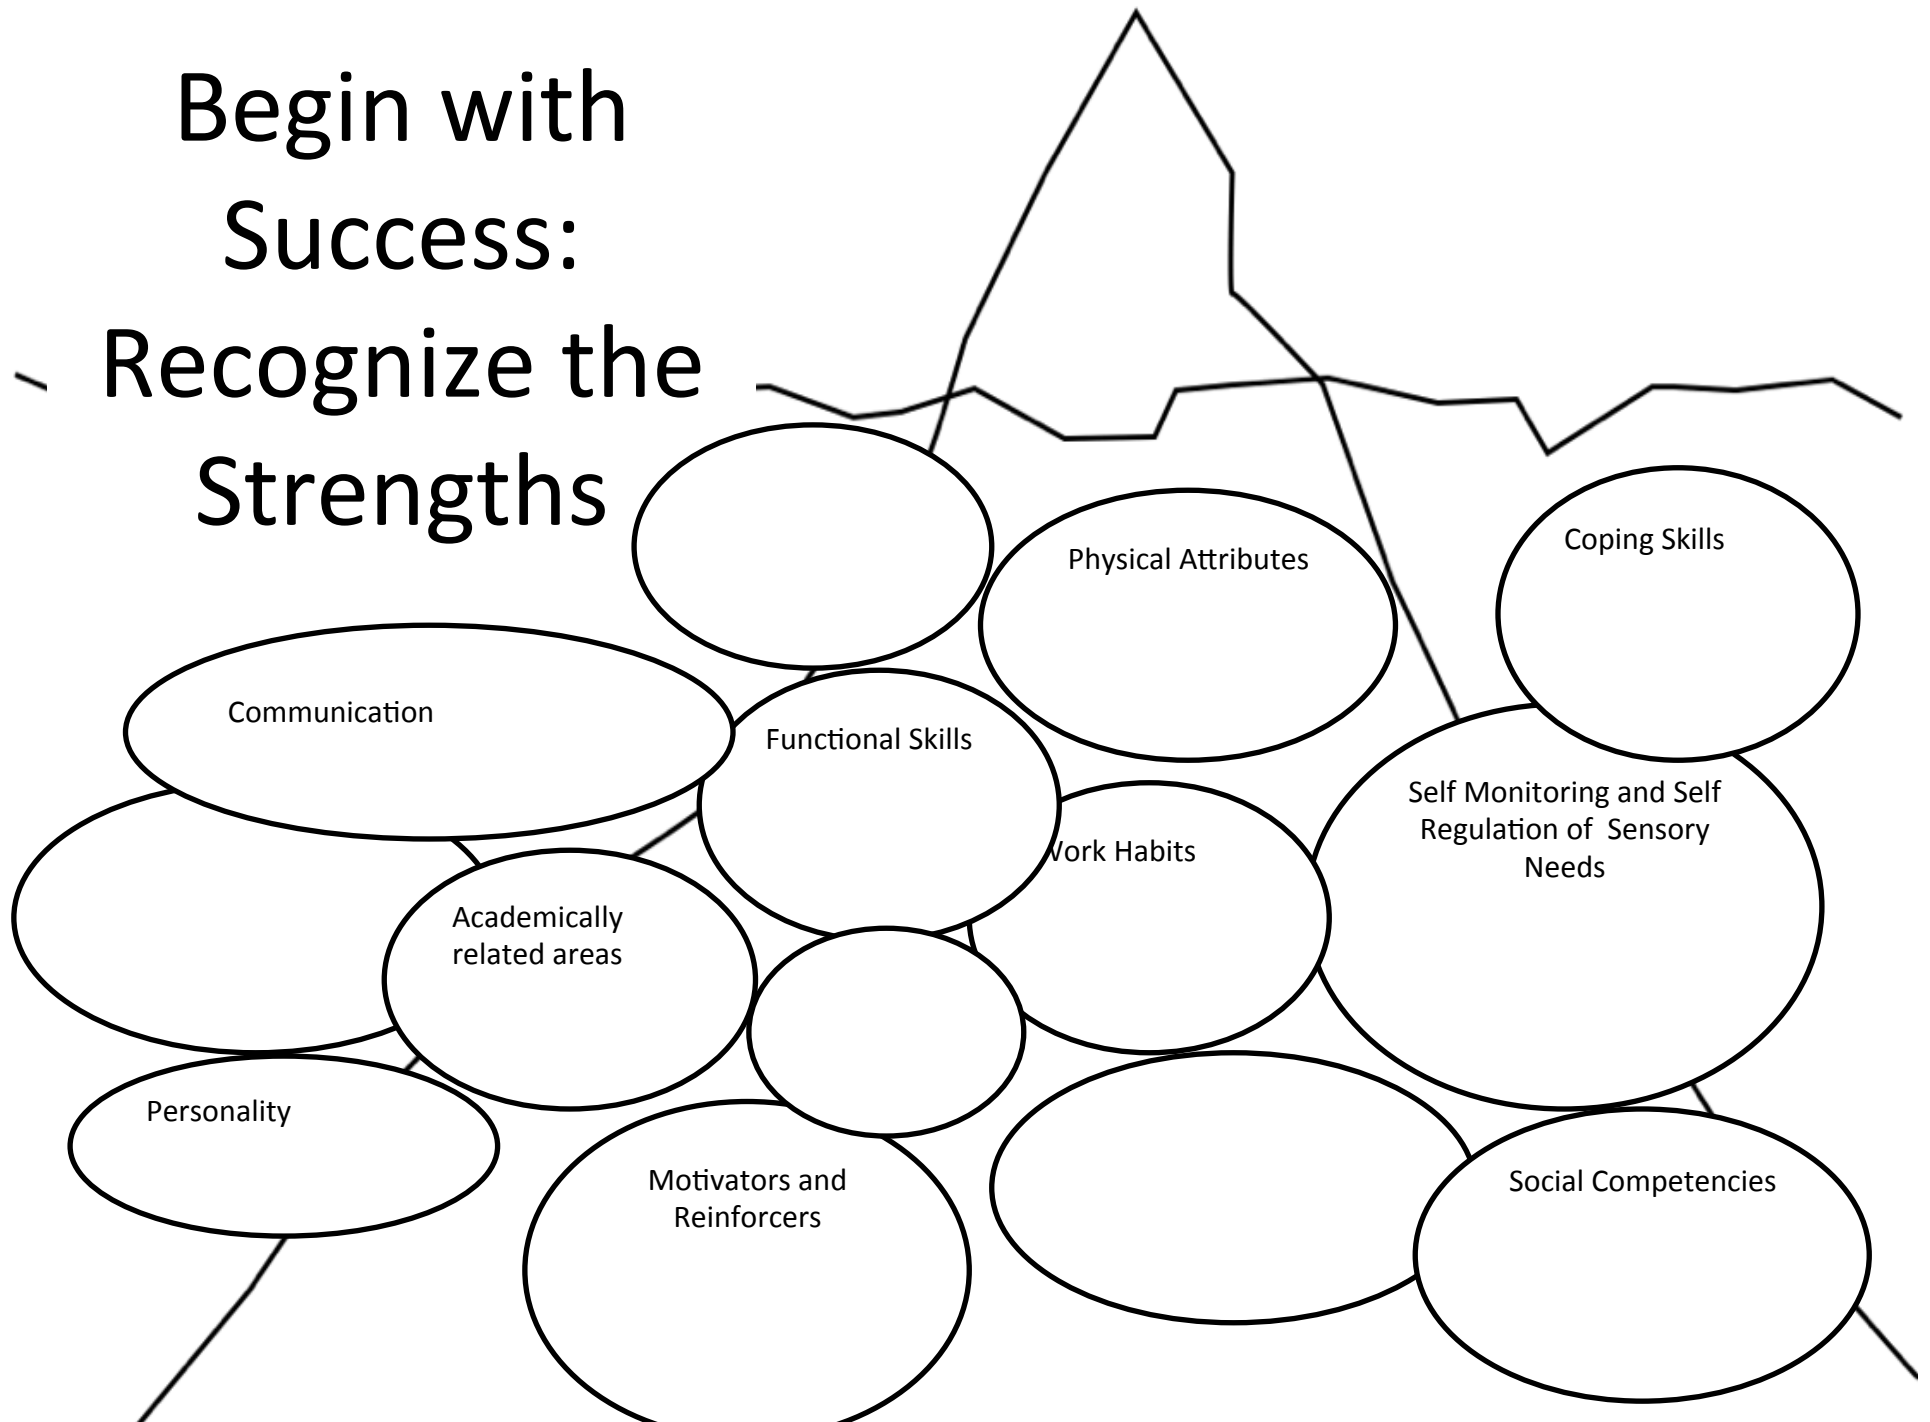 Begin with
Success:
Recognize the
Strengths
Physical Attributes
Coping Skills
Communication
Functional Skills
Self Monitoring and Self
Regulation of Sensory
Needs
Work Habits
Academically
related areas
Personality
Motivators and
Reinforcers
Social Competencies